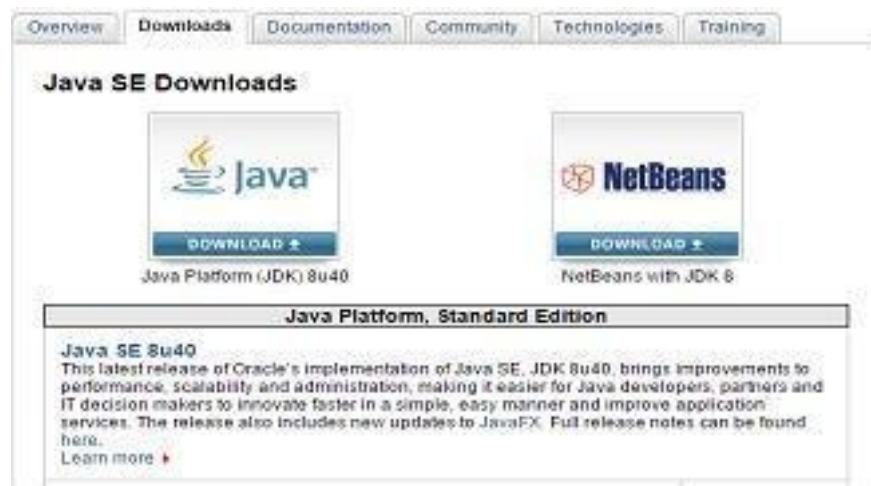 Overview Downloads Documentation Community Technologies Training
Java SE Downloads
Java™
NetBeans
DOWNLOAD
DOWNLOAD
Java Platform (JDK) 8u40
NetBeans with JDK 8
Java Platform, Standard Edition
Java SE 8u40
This latest release of Oracle's implementation of Java SE, JDK 8u40, brings improvements to
performance, scalability and administration, making it easier for Java developers, partners and
IT decision makers to innovate faster in a simple, easy manner and improve application
services. The release also includes new updates to JavaFX. Full release notes can be found
here.
Learn more